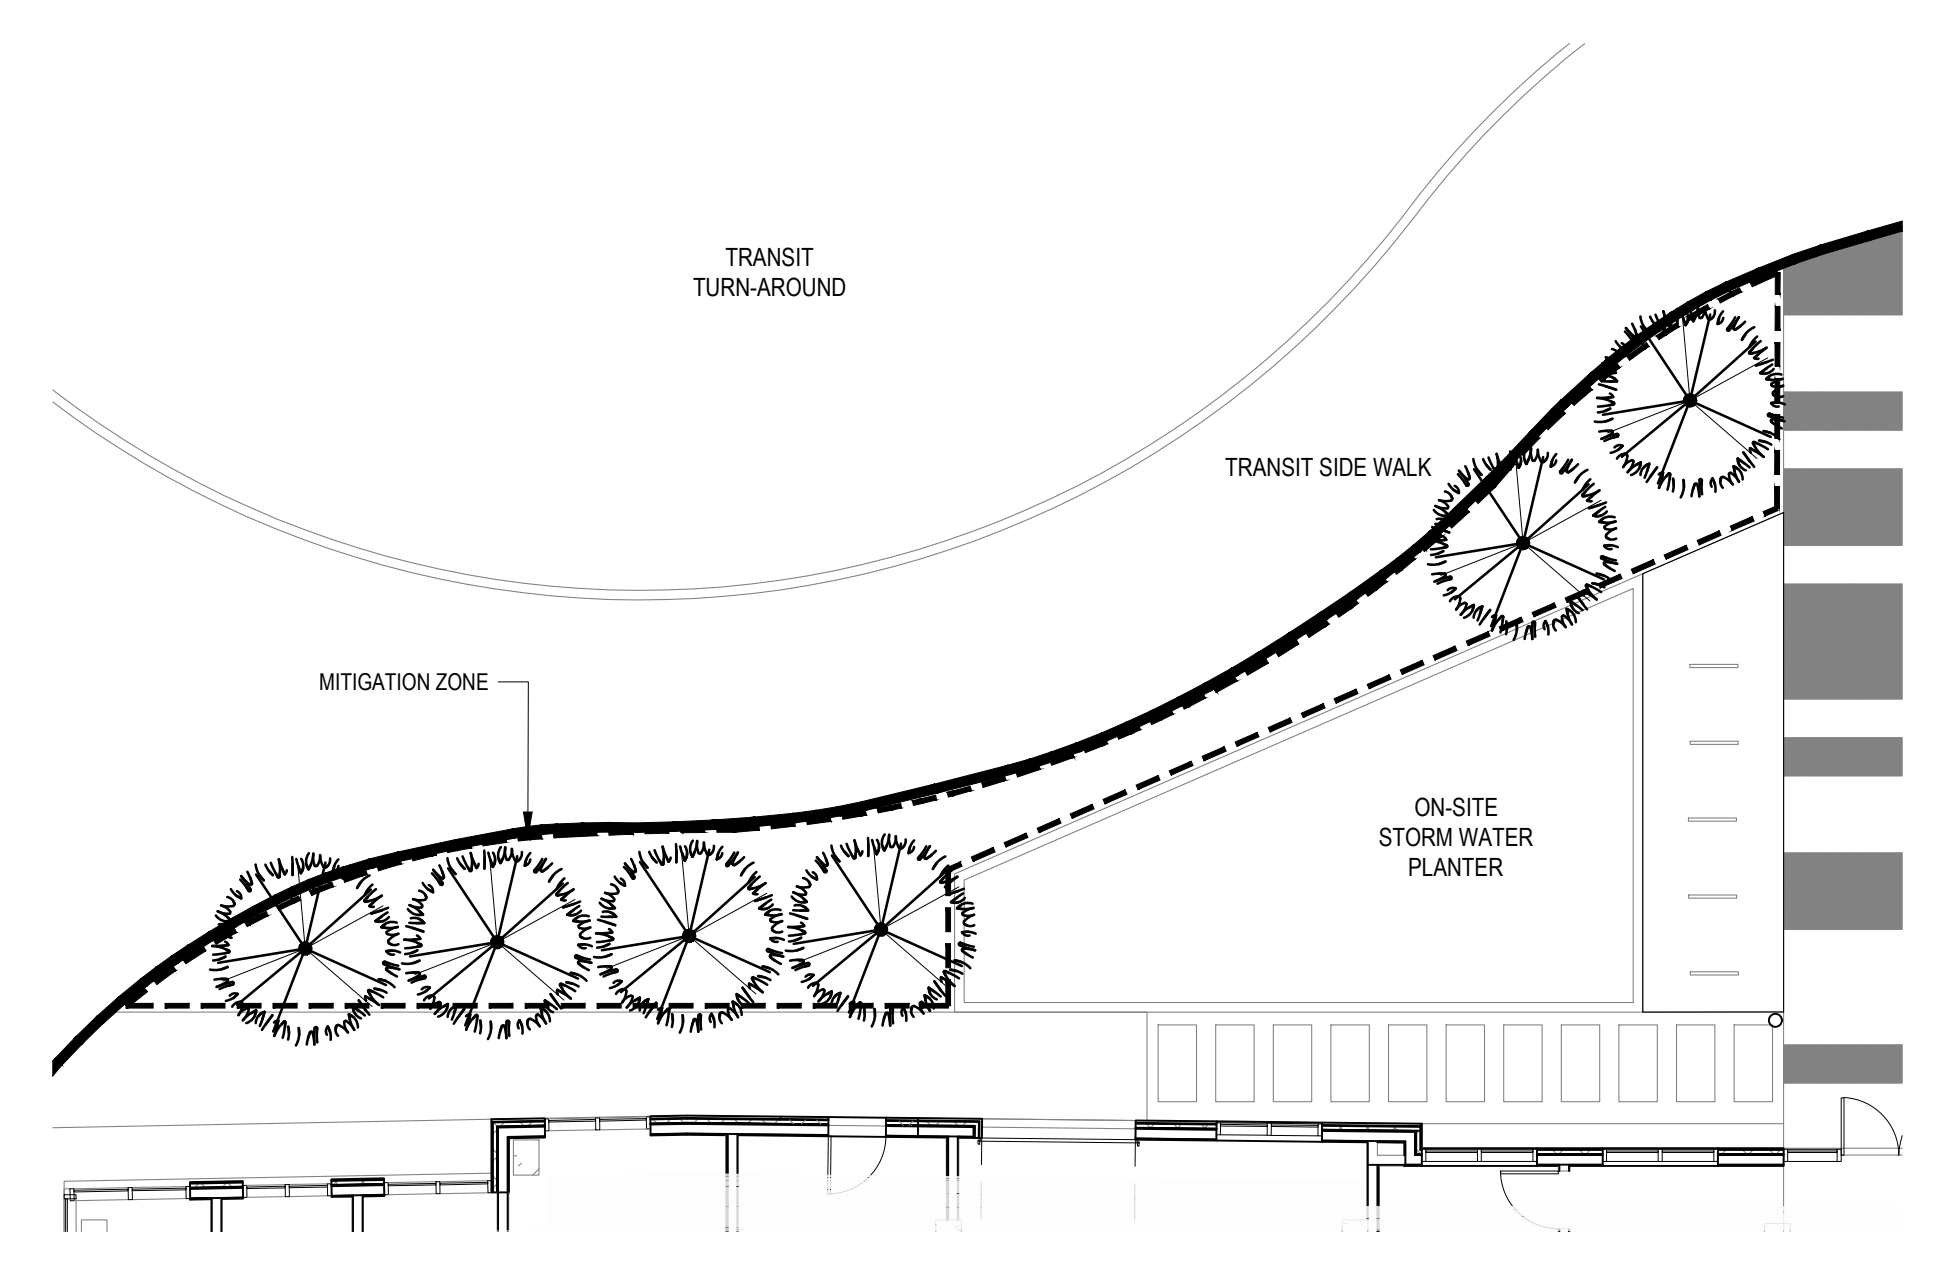 TRANSIT
TURN-AROUND
TRANSIT SIDE WALK
MITIGATION ZONE
ON-SITE
STORM WATER
PLANTER